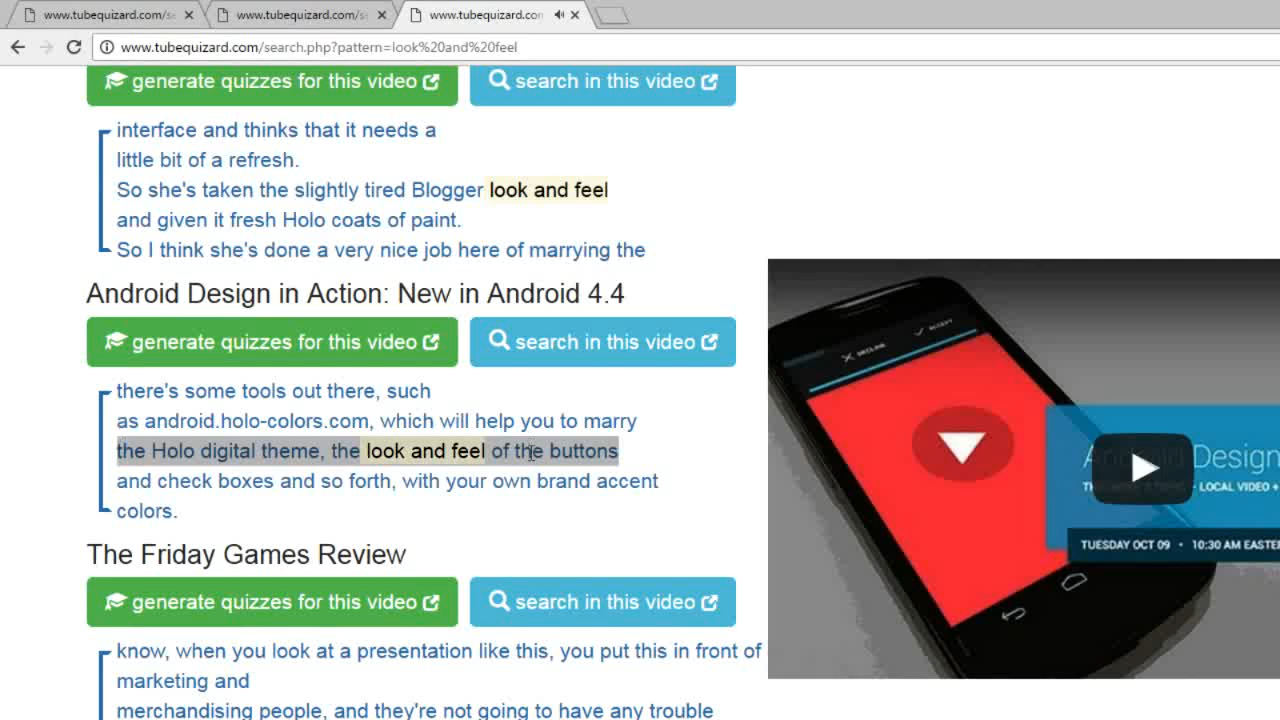 www.tubequizard.com/se
www.tubequizard.com/se
www.tubequizard.con
www.tubequizard.com/search.php?pattern=look%20and%20feel
generate quizzes for this video
search in this video
interface and thinks that it needs a
little bit of a refresh.
So she's taken the slightly tired Blogger look and feel
and given it fresh Holo coats of paint.
So I think she's done a very nice job here of marrying the
Android Design in Action: New in Android 4.4
generate quizzes for this video
search in this video
there's some tools out there, such
as android.holo-colors.com, which will help you to marry
the Holo digital theme, the look and feel of the buttons
and check boxes and so forth, with your own brand accent
colors.
DECLINE
ACCEPT
Design
- LOCAL VIDEO +
TUESDAY OCT 09 • 10:30 AM EASTE
The Friday Games Review
generate quizzes for this video
search in this video
know, when you look at a presentation like this, you put this in front of
marketing and
merchandising people, and they're not going to have any trouble